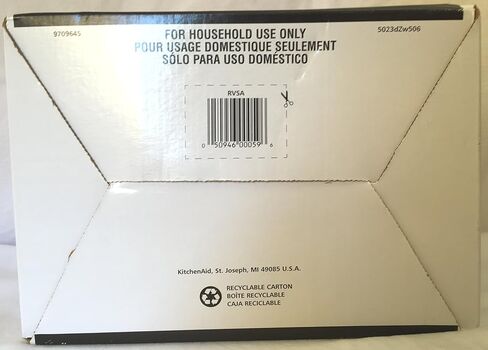 9709645
5023dZw506
FOR HOUSEHOLD USE ONLY
POUR USAGE DOMESTIQUE SEULEMENT
SÓLO PARA USO DOMÉSTICO
RVSA
0 50946 00059 6
KitchenAid, St. Joseph, MI 49085 U.S.A.
RECYCLABLE CARTON
BOÎTE RECYCLABLE
CAJA RECICLABLE